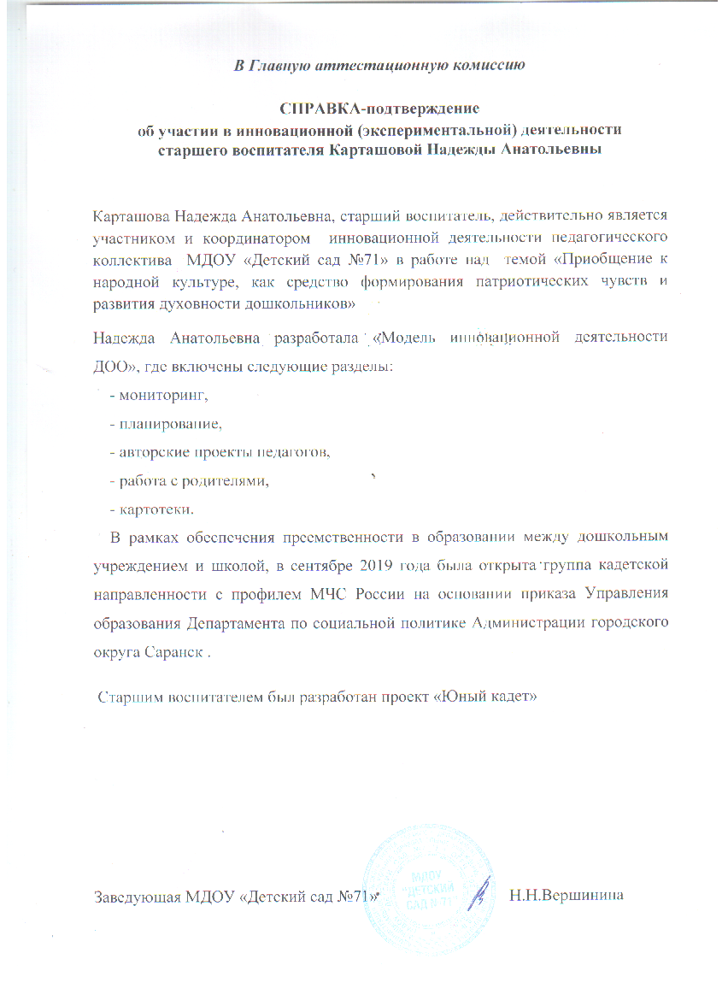 В Главную аттестационную комиссию
СПРАВКА-подтверждение
об участии в инновационной (экспериментальной) деятельности
старшего воспитателя Карташовой Надежды Анатольевны
Карташова Надежда Анатольевна, старший воспитатель, действительно является
участником и координатором инновационной деятельности педагогического
коллектива МДОУ «Детский сад №71» в работе над темой «Приобщение к
народной культуре, как средство формирования патриотических чувств и
развития духовности дошкольников»
Надежда Анатольевна разработала «Модель инновационной деятельности
ДОО», где включены следующие разделы:
- мониторинг,
- планирование,
- авторские проекты педагогов,
- работа с родителями,
- картотеки.
В рамках обеспечения преемственности в образовании между дошкольным
учреждением и школой, в сентябре 2019 года была открыта группа кадетской
направленности с профилем МЧС России на основании приказа Управления
образования Департамента по социальной политике Администрации городского
округа Саранск .
Старшим воспитателем был разработан проект «Юный кадет»
МДОУ
"ДЕТСКИЙ
САД №71"
Заведующая МДОУ «Детский сад №71» Н.Н.Вершинина